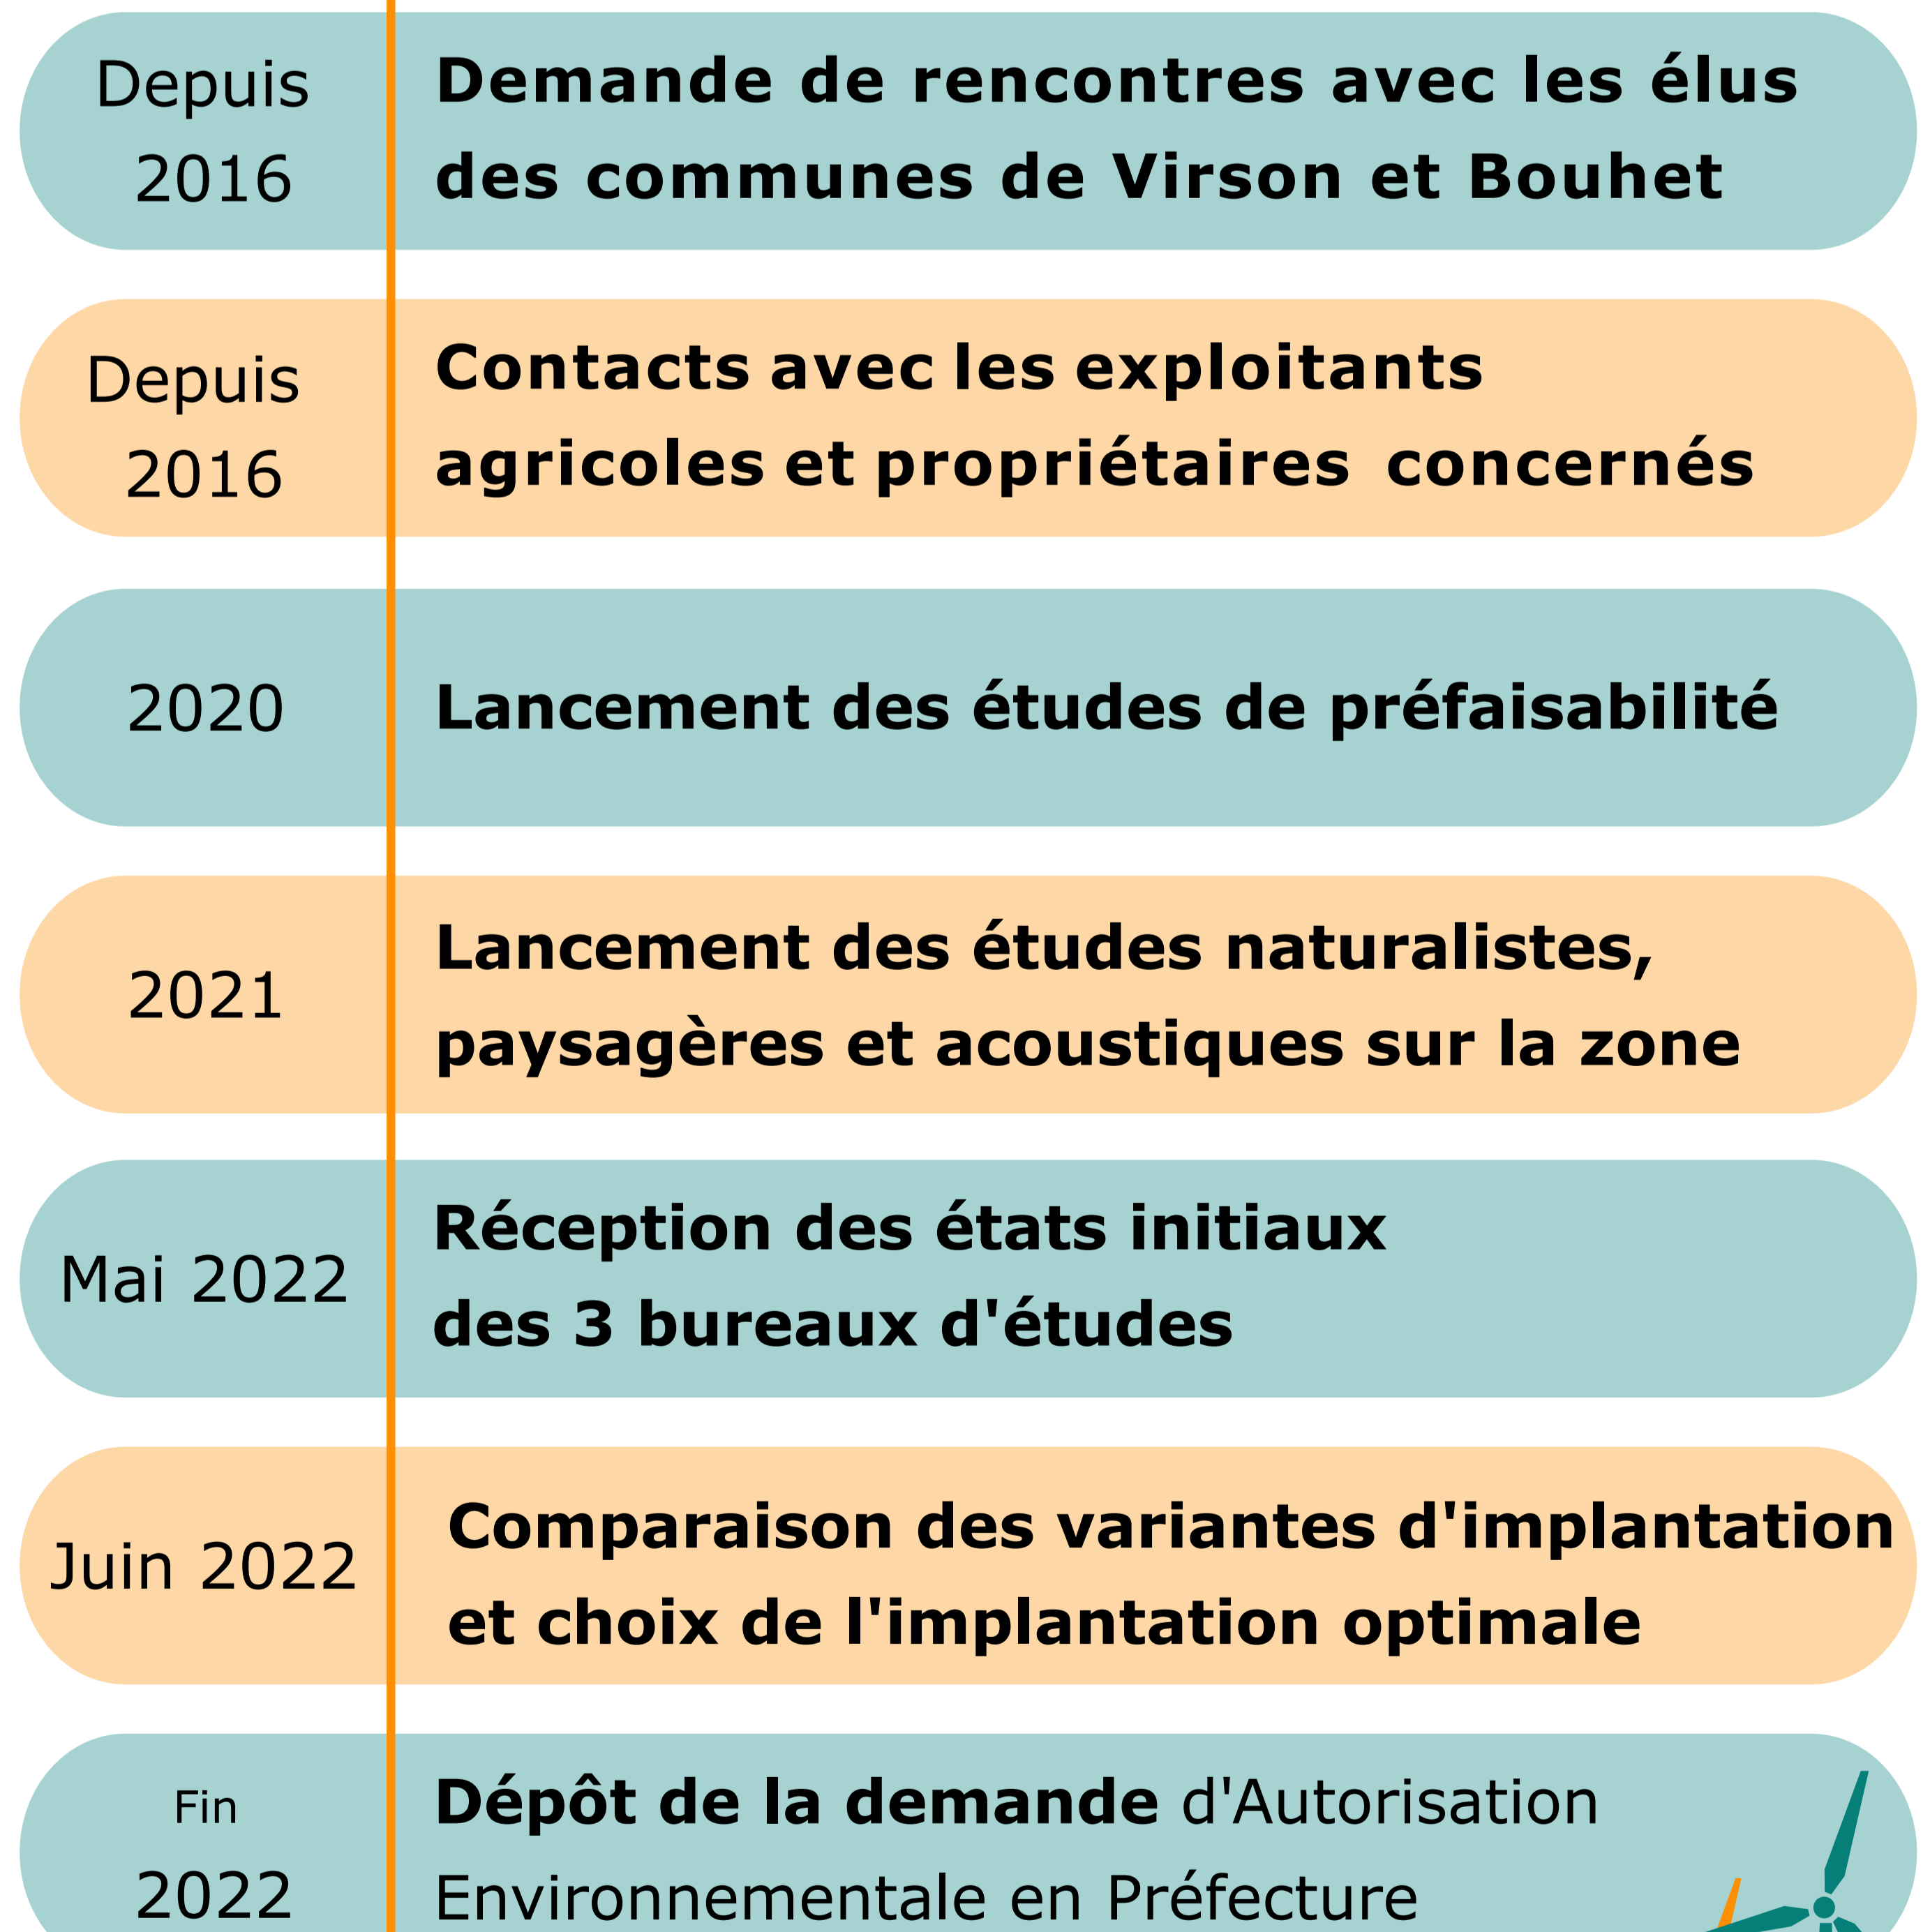 Depuis
2016
Demande de rencontres avec les élus
des communes de Virson et Bouhet
Depuis
2016
Contacts avec les exploitants
agricoles et propriétaires concernés
2020
Lancement des études de préfaisabilité
2021
Lancement des études naturalistes,
paysagères et acoustiques sur la zone
Mai 2022
Réception des états initiaux
des 3 bureaux d'études
Juin 2022
Comparaison des variantes d'implantation
et choix de l'implantation optimale
Fin
2022
Dépôt de la demande d'Autorisation
Environnementale en Préfecture